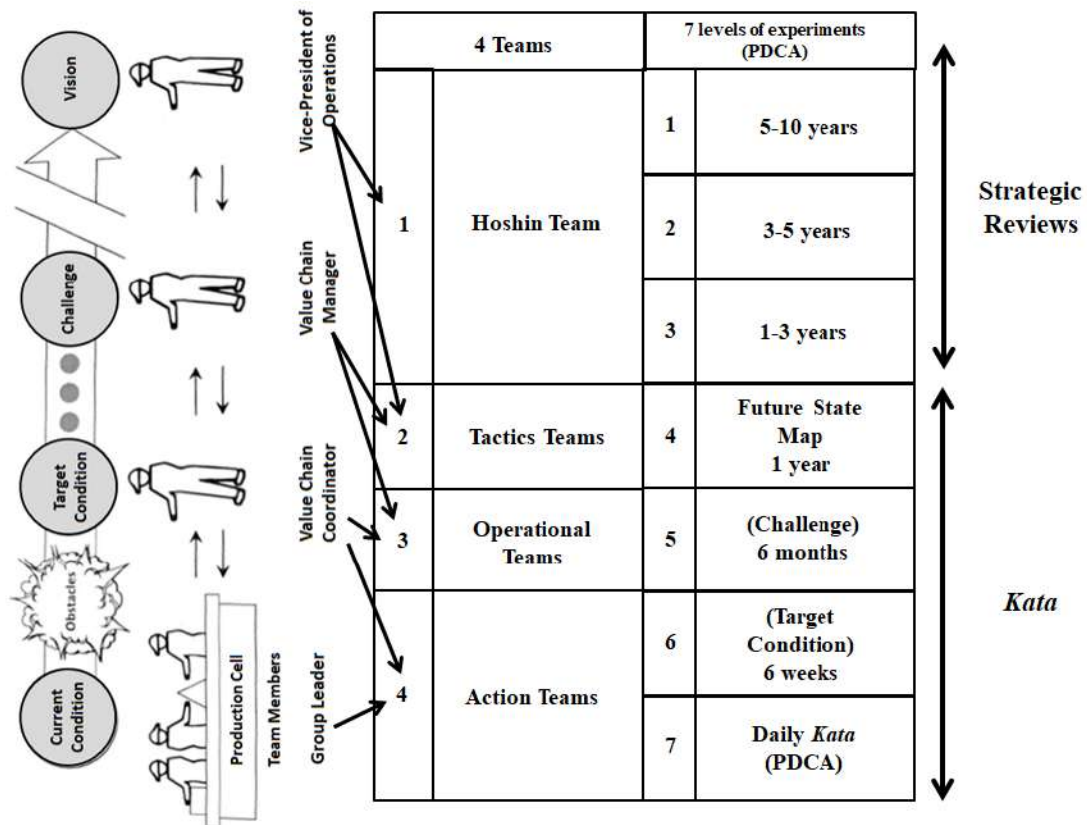 Vision
Challenge
Target
Condition
Obstacles
Current
Condition
Production Cell
Team Members
Vice-President of
Operations
Value Chain
Manager
Value Chain
Coordinator
Group Leader
4 Teams
7 levels of experiments
(PDCA)
1
Hoshin Team
1
5-10 years
2
3-5 years
3
1-3 years
2
Tactics Teams
4
Future State
Map
1 year
3
Operational
Teams
5
(Challenge)
6 months
4
Action Teams
6
(Target
Condition)
6 weeks
7
Daily Kata
(PDCA)
Strategic
Reviews
Kata